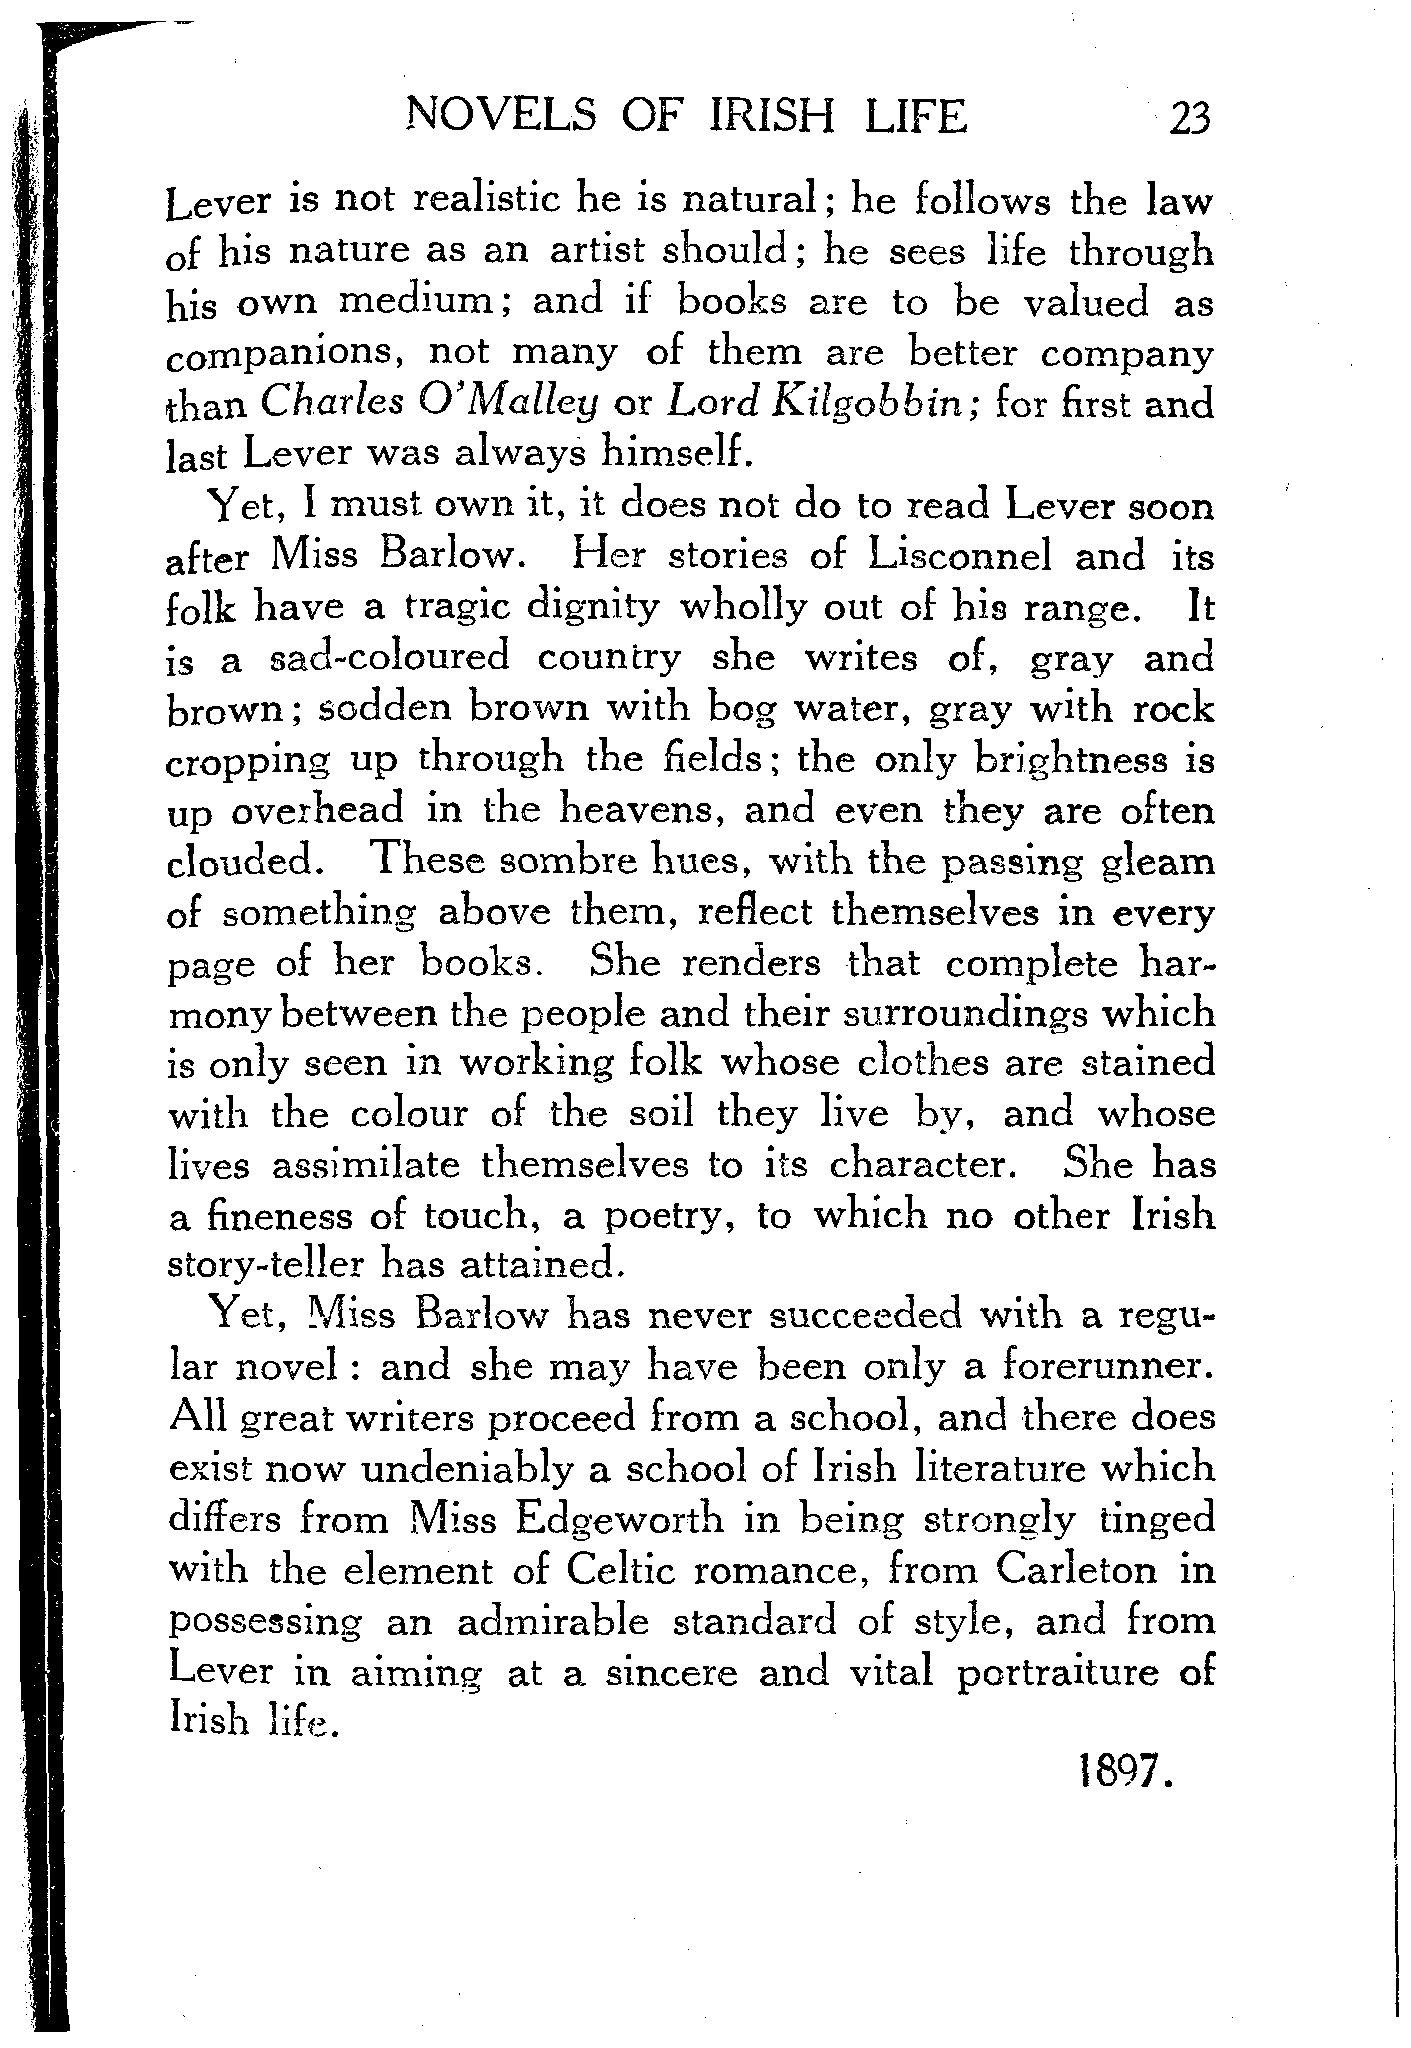 NOVELS OF IRISH LIFE 23
Lever is not realistic he is natural; he follows the law
of his nature as an artist should; he sees life through
his own medium; and if books are to be valued as
companions, not many of them are better company
than Charles O'Malley or Lord Kilgobbin; for first and
last Lever was always himself.
Yet, I must own it, it does not do to read Lever soon
after Miss Barlow. Her stories of Lisconnel and its
folk have a tragic dignity wholly out of his range. It
is a sad-coloured country she writes of, gray and
brown; sodden brown with bog water, gray with rock
cropping up through the fields; the only brightness is
up overhead in the heavens, and even they are often
clouded. These sombre hues, with the passing gleam
of something above them, reflect themselves in every
page of her books. She renders that complete har-
mony between the people and their surroundings which
is only seen in working folk whose clothes are stained
with the colour of the soil they live by, and whose
lives assimilate themselves to its character. She has
a fineness of touch, a poetry, to which no other Irish
story-teller has attained.
Yet, Miss Barlow has never succeeded with a regu-
lar novel: and she may have been only a forerunner.
All great writers proceed from a school, and there does
exist now undeniably a school of Irish literature which
differs from Miss Edgeworth in being strongly tinged
with the element of Celtic romance, from Carleton in
possessing an admirable standard of style, and from
Lever in aiming at a sincere and vital portraiture of
Irish life.
1897.